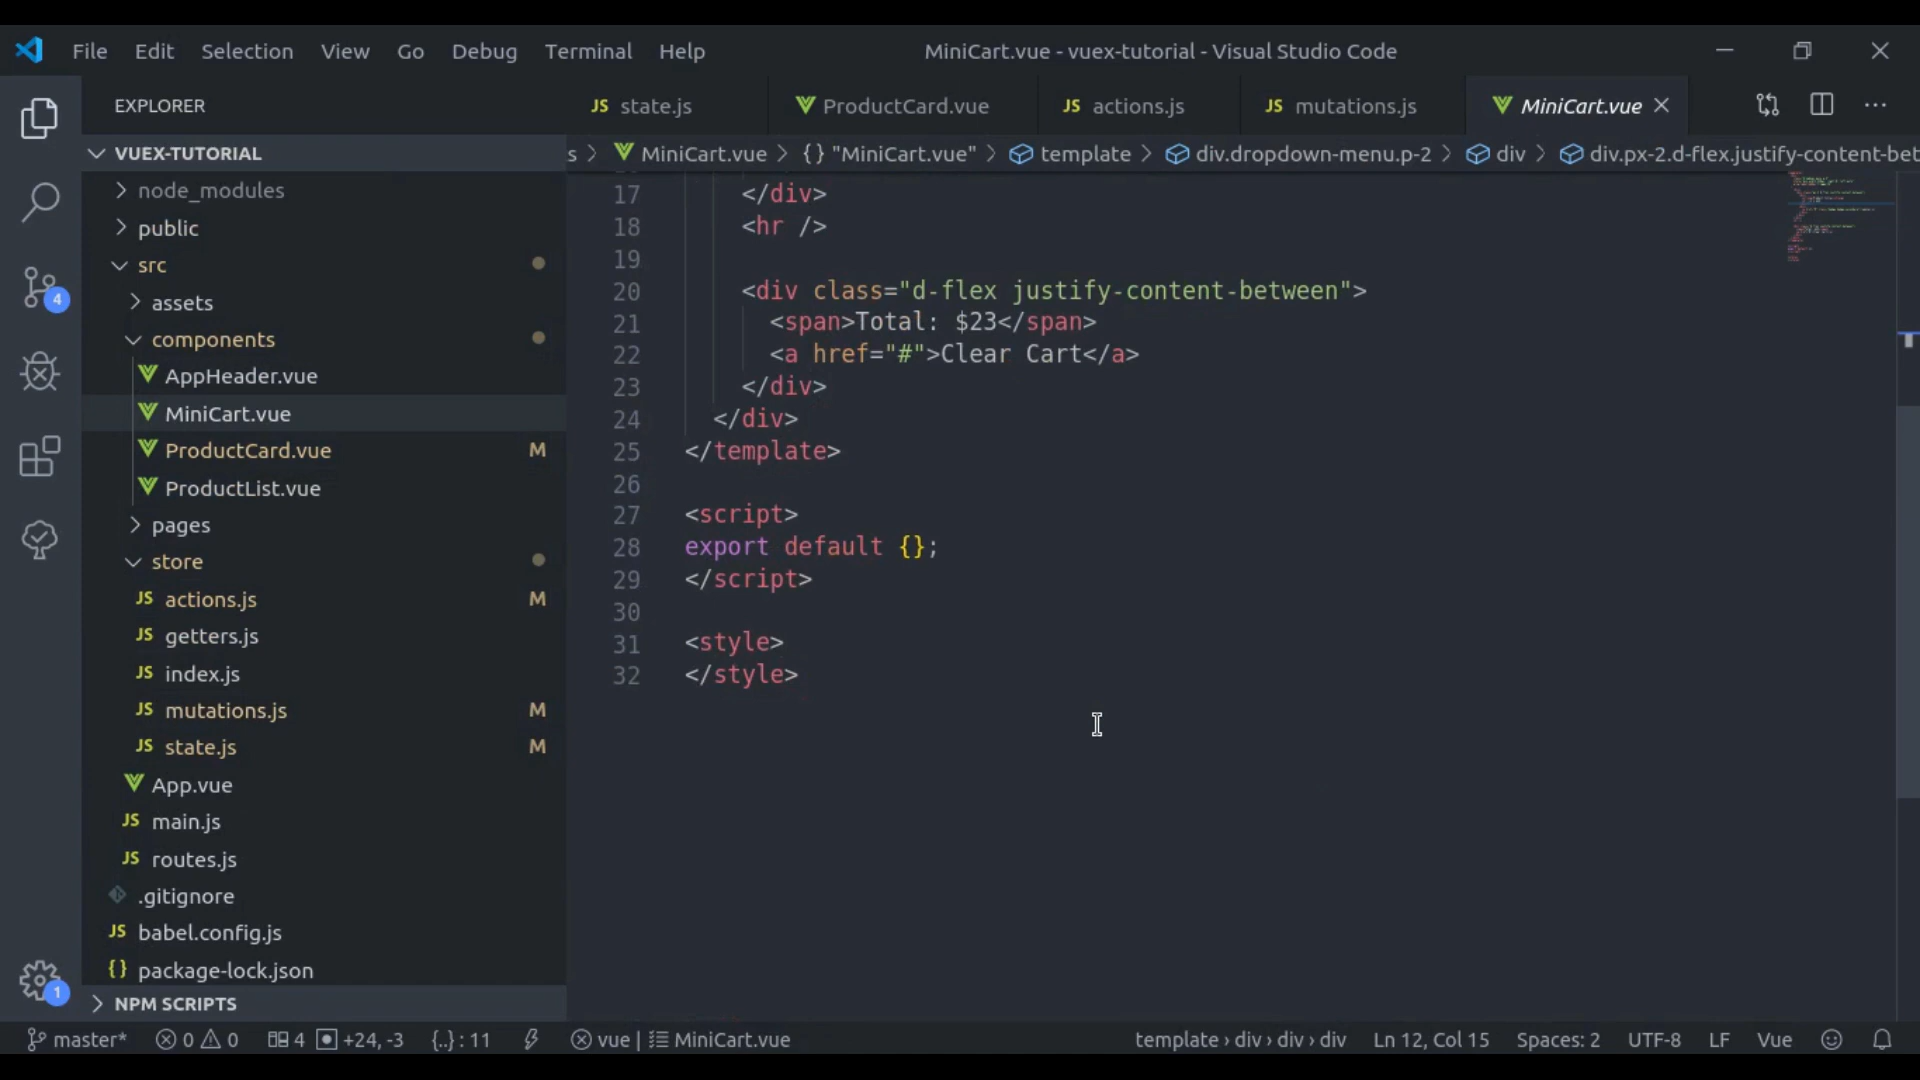 File Edit Selection View Go Debug Terminal Help MiniCart.vue - vuex-tutorial - Visual Studio Code
EXPLORER
JS state.js ProductCard.vue JS actions.js JS mutations.js MiniCart.vue
VUEX-TUTORIAL
s > MiniCart.vue > {} "MiniCart.vue" > template > div.dropdown-menu.p-2 > div > div.px-2.d-flex.justify-content-bet
node_modules
public
src
assets
components
AppHeader.vue
MiniCart.vue
ProductCard.vue M
ProductList.vue
pages
store
JS actions.js M
JS getters.js
JS index.js
JS mutations.js M
JS state.js M
App.vue
JS main.js
JS routes.js
.gitignore
JS babel.config.js
{} package-lock.json
NPM SCRIPTS
4
1
17 </div>
18 <hr />
19
20 <div class="d-flex justify-content-between">
21 <span>Total: $23</span>
22 <a href="#">Clear Cart</a>
23 </div>
24 </div>
25 </template>
26
27 <script>
28 export default {};
29 </script>
30
31 <style>
32 </style>
master* 0 0 4 +24, -3 {..} : 11 vue | MiniCart.vue template › div › div › div Ln 12, Col 15 Spaces: 2 UTF-8 LF Vue